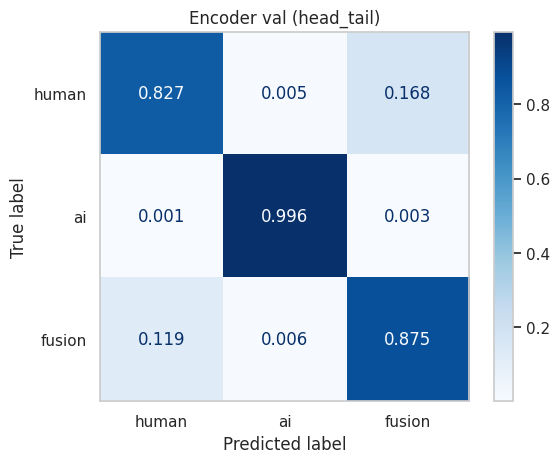 Encoder val (head_tail)
True label
human
0.827
0.005
0.168
ai
0.001
0.996
0.003
fusion
0.119
0.006
0.875
human
ai
fusion
Predicted label
0.8
0.6
0.4
0.2